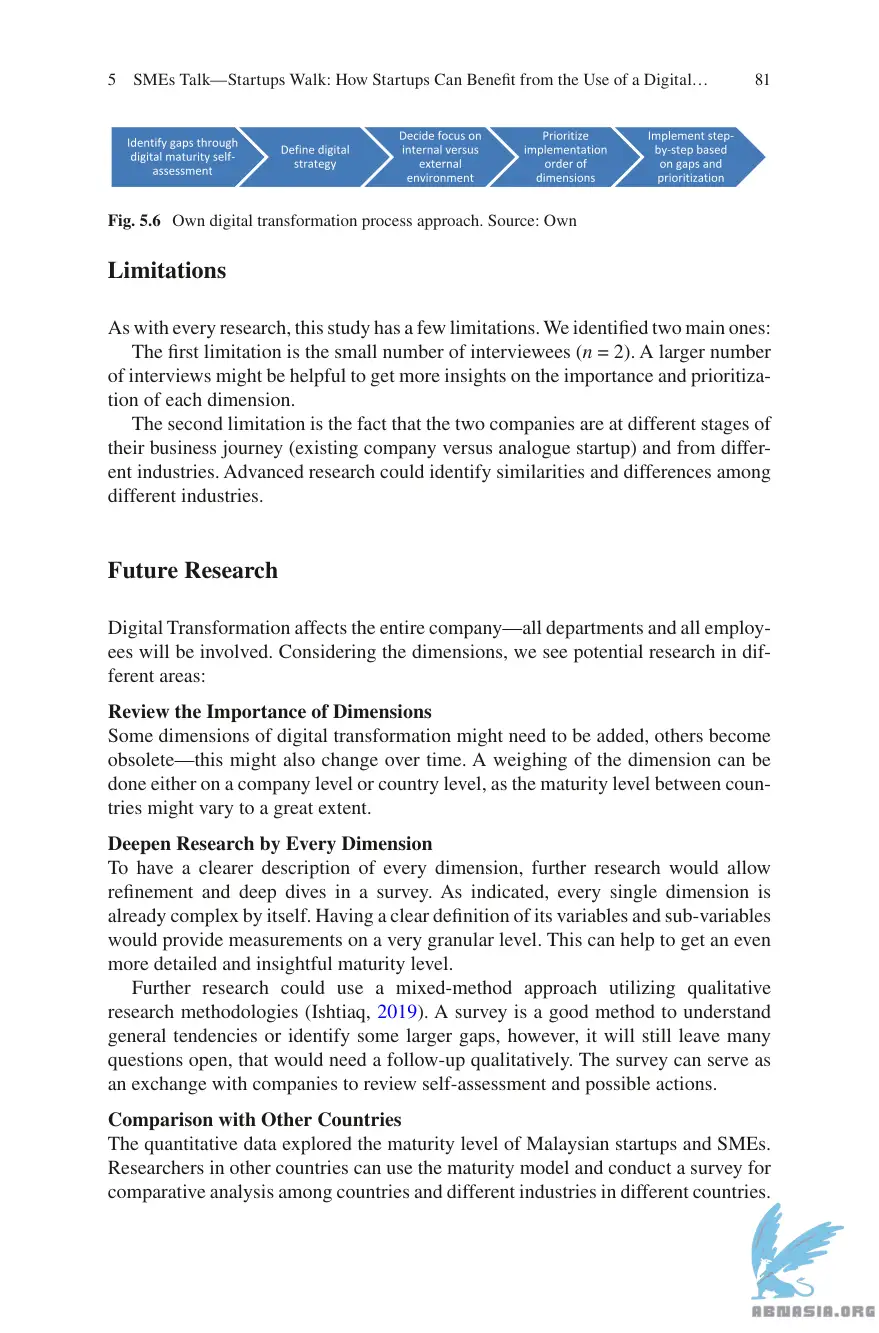 5 SMEs Talk—Startups Walk: How Startups Can Benefit from the Use of a Digital… 81
Identify gaps through
digital maturity self-
assessment
Define digital
strategy
Decide focus on
internal versus
external
environment
Prioritize
implementation
order of
dimensions
Implement step-
by-step based
on gaps and
prioritization
Fig. 5.6 Own digital transformation process approach. Source: Own
Limitations
As with every research, this study has a few limitations. We identified two main ones:
The first limitation is the small number of interviewees (n = 2). A larger number
of interviews might be helpful to get more insights on the importance and prioritiza-
tion of each dimension.
The second limitation is the fact that the two companies are at different stages of
their business journey (existing company versus analogue startup) and from differ-
ent industries. Advanced research could identify similarities and differences among
different industries.
Future Research
Digital Transformation affects the entire company—all departments and all employ-
ees will be involved. Considering the dimensions, we see potential research in dif-
ferent areas:
Review the Importance of Dimensions
Some dimensions of digital transformation might need to be added, others become
obsolete—this might also change over time. A weighing of the dimension can be
done either on a company level or country level, as the maturity level between coun-
tries might vary to a great extent.
Deepen Research by Every Dimension
To have a clearer description of every dimension, further research would allow
refinement and deep dives in a survey. As indicated, every single dimension is
already complex by itself. Having a clear definition of its variables and sub-variables
would provide measurements on a very granular level. This can help to get an even
more detailed and insightful maturity level.
Further research could use a mixed-method approach utilizing qualitative
research methodologies (Ishtiaq, 2019). A survey is a good method to understand
general tendencies or identify some larger gaps, however, it will still leave many
questions open, that would need a follow-up qualitatively. The survey can serve as
an exchange with companies to review self-assessment and possible actions.
Comparison with Other Countries
The quantitative data explored the maturity level of Malaysian startups and SMEs.
Researchers in other countries can use the maturity model and conduct a survey for
comparative analysis among countries and different industries in different countries.
ABNASIA.ORG